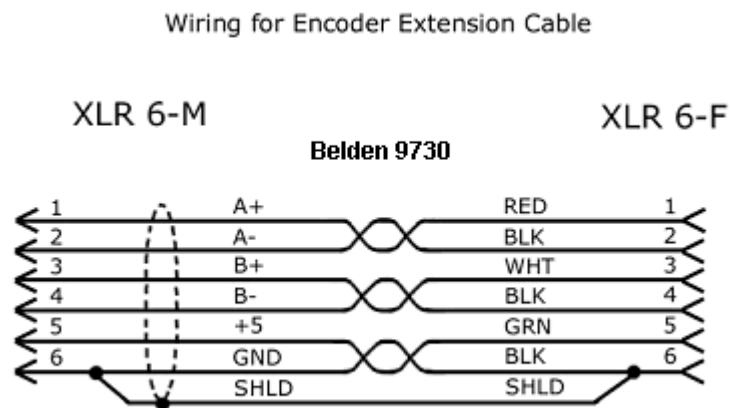 Wiring for Encoder Extension Cable
XLR 6-M
XLR 6-F
Belden 9730
1 A+ RED 1
2 A- BLK 2
3 B+ WHT 3
4 B- BLK 4
5 +5 GRN 5
6 GND BLK 6
SHLD SHLD